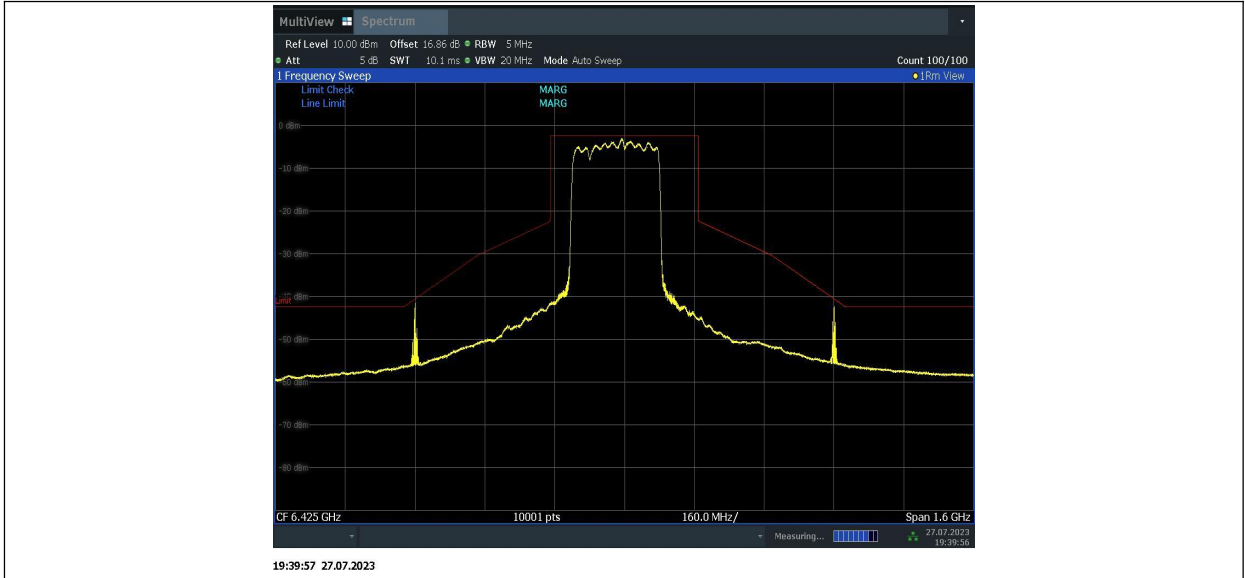 MultiView Spectrum
Ref Level 10.00 dBm Offset 16.86 dB RBW 5 MHz
Att 5 dB SWT 10.1 ms VBW 20 MHz Mode Auto Sweep Count 100/100
1 Frequency Sweep 1Rm View
Limit Check MARG
Line Limit MARG
0 dBm
-10 dBm
-20 dBm
-30 dBm
Limit dBm
-50 dBm
-60 dBm
-70 dBm
-80 dBm
CF 6.425 GHz 10001 pts 160.0 MHz/ Span 1.6 GHz
Measuring... 27.07.2023
19:39:56
19:39:57 27.07.2023